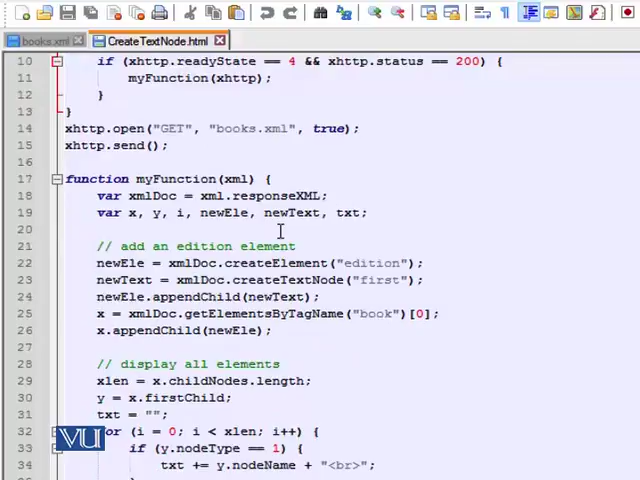 books.xml CreateTextNode.html
10 if (xhttp.readyState == 4 && xhttp.status == 200) {
11 myFunction(xhttp);
12 }
13 }
14 xhttp.open("GET", "books.xml", true);
15 xhttp.send();
16
17 function myFunction(xml) {
18 var xmlDoc = xml.responseXML;
19 var x, y, i, newEle, newText, txt;
20
21 // add an edition element
22 newEle = xmlDoc.createElement("edition");
23 newText = xmlDoc.createTextNode("first");
24 newEle.appendChild(newText);
25 x = xmlDoc.getElementsByTagName("book")[0];
26 x.appendChild(newEle);
27
28 // display all elements
29 xlen = x.childNodes.length;
30 y = x.firstChild;
31 txt = "";
32 or (i = 0; i < xlen; i++) {
33 if (y.nodeType == 1) {
34 txt += y.nodeName + "<br>";
VU